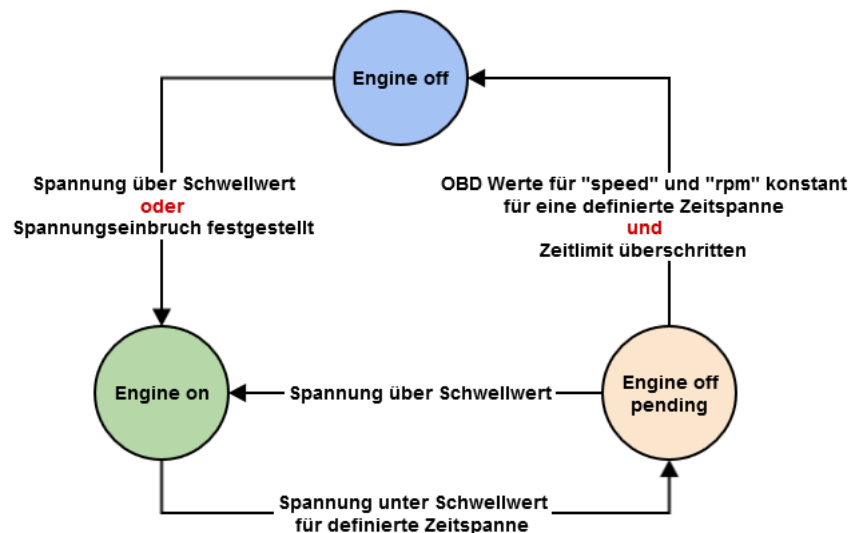 Engine off
Spannung über Schwellwert
oder
Spannungseinbruch festgestellt
OBD Werte für "speed" und "rpm" konstant
für eine definierte Zeitspanne
und
Zeitlimit überschritten
Engine on
Spannung über Schwellwert
Engine off
pending
Spannung unter Schwellwert
für definierte Zeitspanne